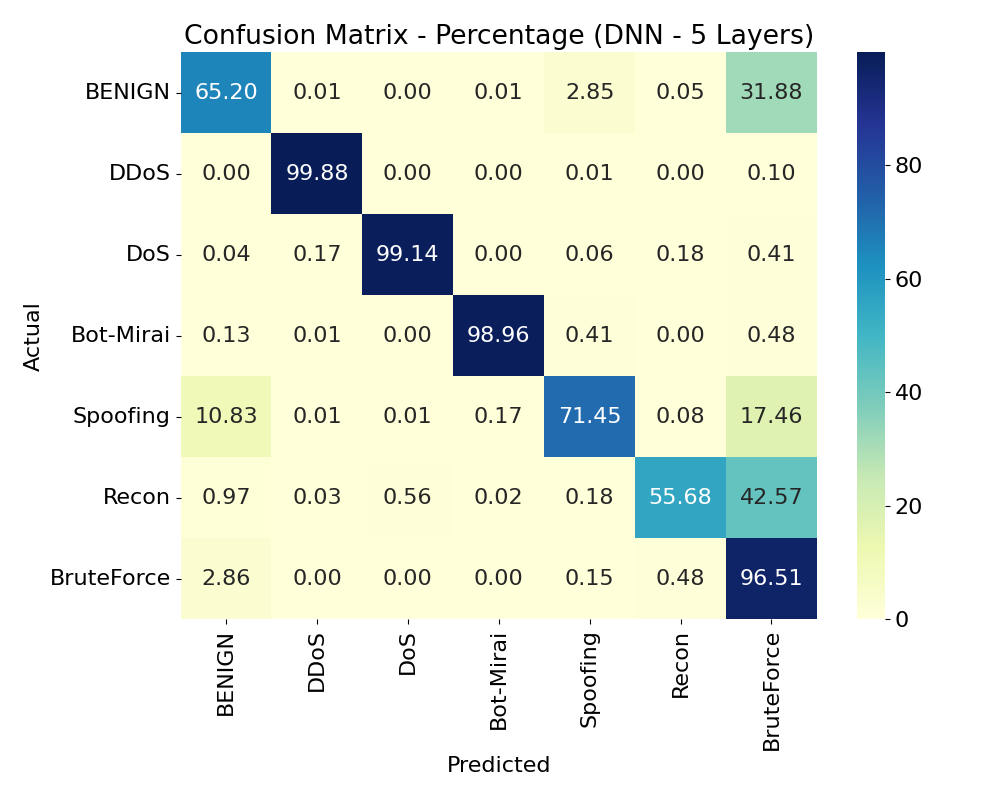 Confusion Matrix - Percentage (DNN - 5 Layers)
BENIGN 65.20 0.01 0.00 0.01 2.85 0.05 31.88
DDoS 0.00 99.88 0.00 0.00 0.01 0.00 0.10
DoS 0.04 0.17 99.14 0.00 0.06 0.18 0.41
Bot-Mirai 0.13 0.01 0.00 98.96 0.41 0.00 0.48
Spoofing 10.83 0.01 0.01 0.17 71.45 0.08 17.46
Recon 0.97 0.03 0.56 0.02 0.18 55.68 42.57
BruteForce 2.86 0.00 0.00 0.00 0.15 0.48 96.51
Actual
BENIGN DDoS DoS Bot-Mirai Spoofing Recon BruteForce
Predicted
80
60
40
20
0